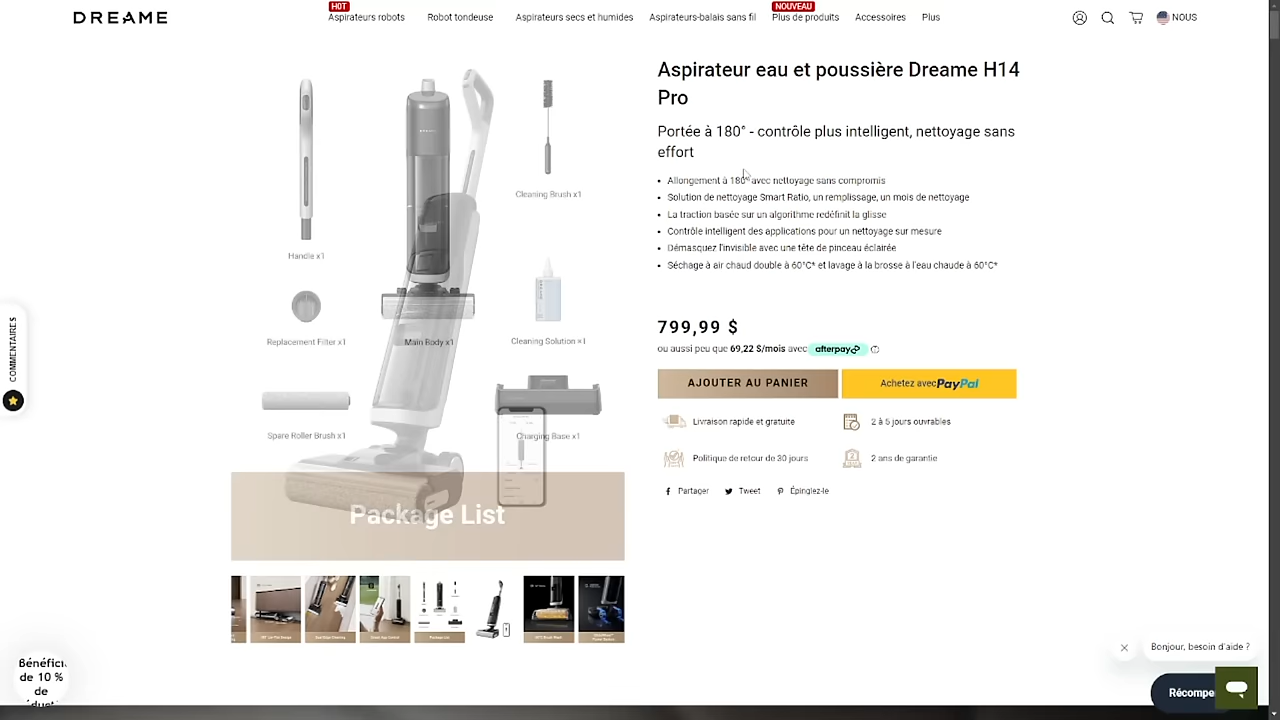 DREAME
HOT
Aspirateurs robots
Robot tondeuse
Aspirateurs secs et humides
Aspirateurs-balais sans fil
NOUVEAU
Plus de produits
Accessoires
Plus
NOUS
Aspirateur eau et poussière Dreame H14
Pro
Portée à 180° - contrôle plus intelligent, nettoyage sans
effort
Allongement à 180° avec nettoyage sans compromis
Solution de nettoyage Smart Ratio, un remplissage, un mois de nettoyage
La traction basée sur un algorithme redéfinit la glisse
Contrôle intelligent des applications pour un nettoyage sur mesure
Démasquez l'invisible avec une tête de pinceau éclairée
Séchage à air chaud double à 60°C* et lavage à la brosse à l'eau chaude à 60°C*
799,99 $
ou aussi peu que 69,22 $/mois avec afterpay
AJOUTER AU PANIER
Achetez avec PayPal
Livraison rapide et gratuite
2 à 5 jours ouvrables
Politique de retour de 30 jours
2 ans de garantie
Partager
Tweet
Épinglez-le
Handle x1
Cleaning Brush x1
Replacement Filter x1
Main Body x1
Cleaning Solution x1
Spare Roller Brush x1
Charging Base x1
Package List
Package List
COMMENTAIRES
Bénéfici
de 10 %
de
Bonjour, besoin d'aide ?
Récompe